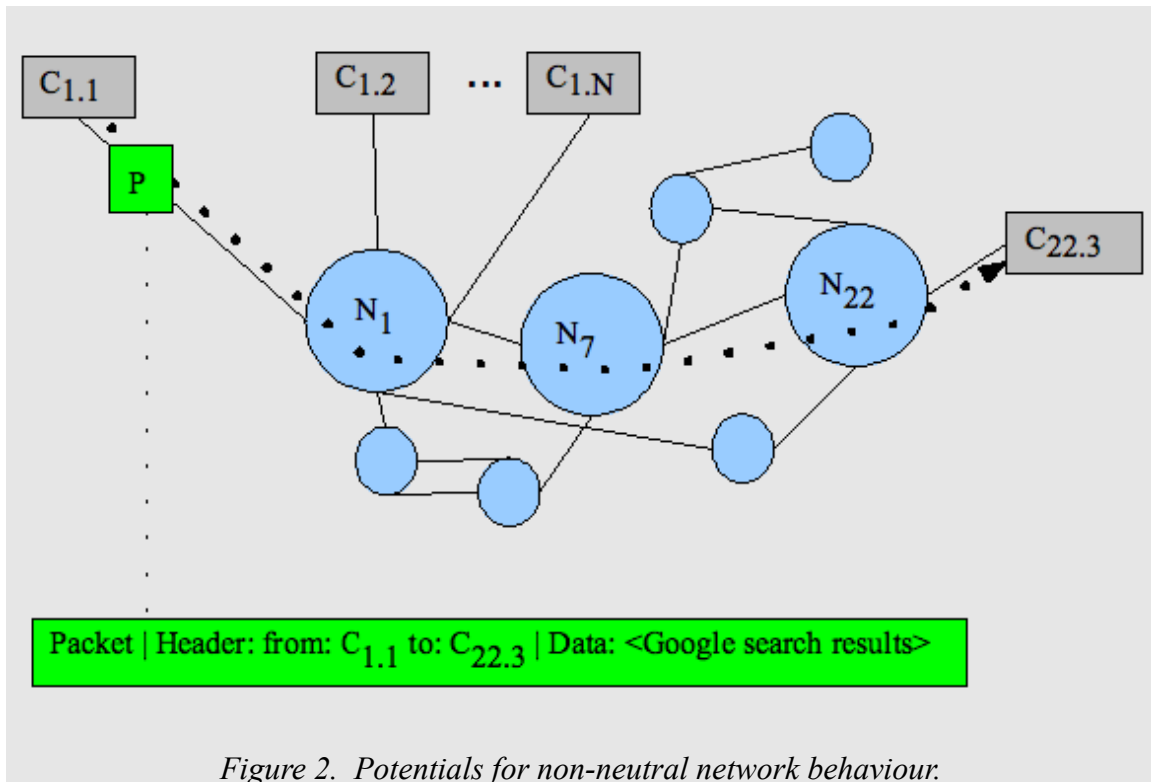 C1.1
C1.2 ... C1.N
P
C22.3
N22
N1
N7
Packet | Header: from: C1.1 to: C22.3 | Data: <Google search results>
Figure 2. Potentials for non-neutral network behaviour.